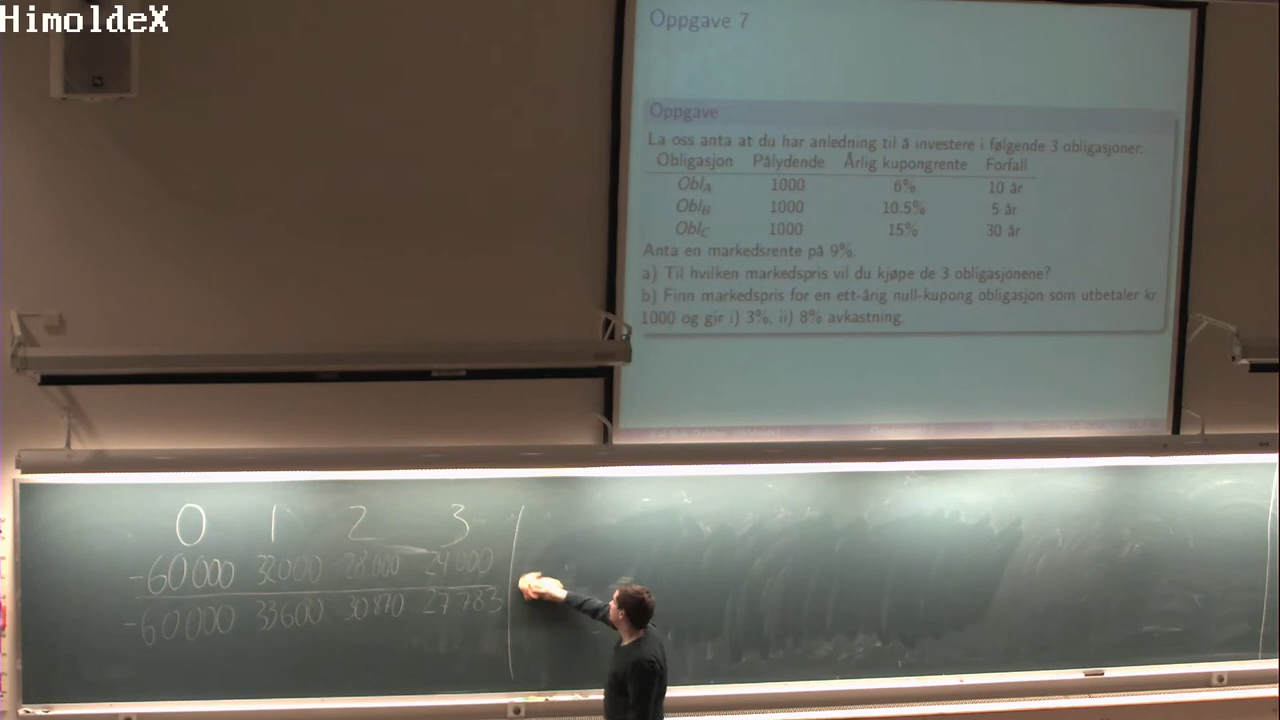 HimoldeX
Oppgave 7
Oppgave
La oss anta at du har anledning til å investere i følgende 3 obligasjoner:
Obligasjon Pålydende Årlig kupongrente Forfall
Obl_A 1000 6% 10 år
Obl_B 1000 10.5% 5 år
Obl_C 1000 15% 30 år
Anta en markedsrente på 9%.
a) Til hvilken markedspris vil du kjøpe de 3 obligasjonene?
b) Finn markedspris for en ett-årig null-kupong obligasjon som utbetaler kr
1000 og gir i) 3%, ii) 8% avkastning
0 1 2 3
-60000 32000 28000 24000
-60000 33600 30870 27783